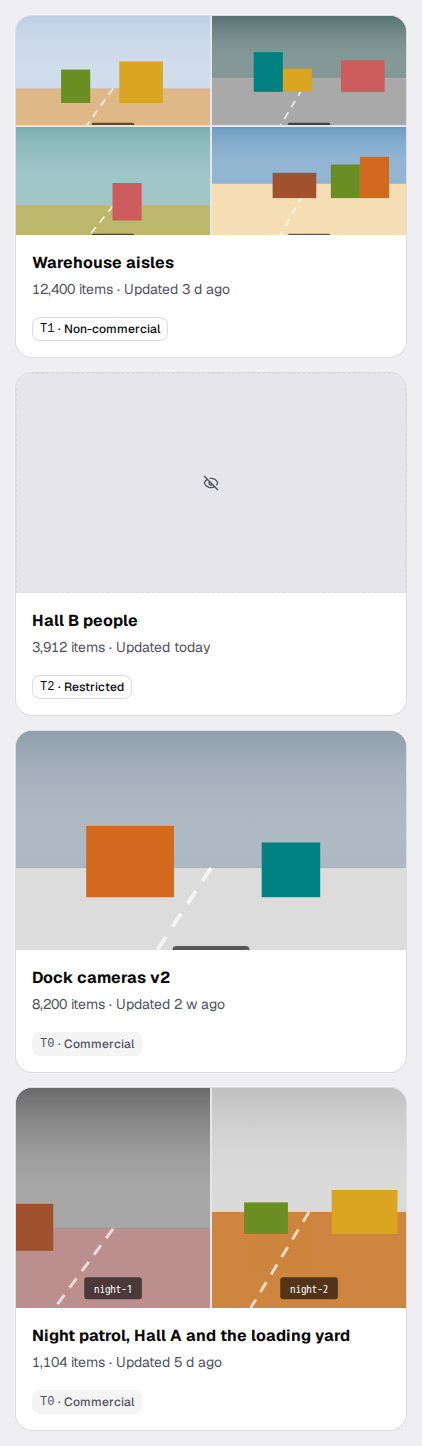 Warehouse aisles
12,400 items · Updated 3 d ago
T1 · Non-commercial
Hall B people
3,912 items · Updated today
T2 · Restricted
Dock cameras v2
8,200 items · Updated 2 w ago
T0 · Commercial
night-1
night-2
Night patrol, Hall A and the loading yard
1,104 items · Updated 5 d ago
T0 · Commercial